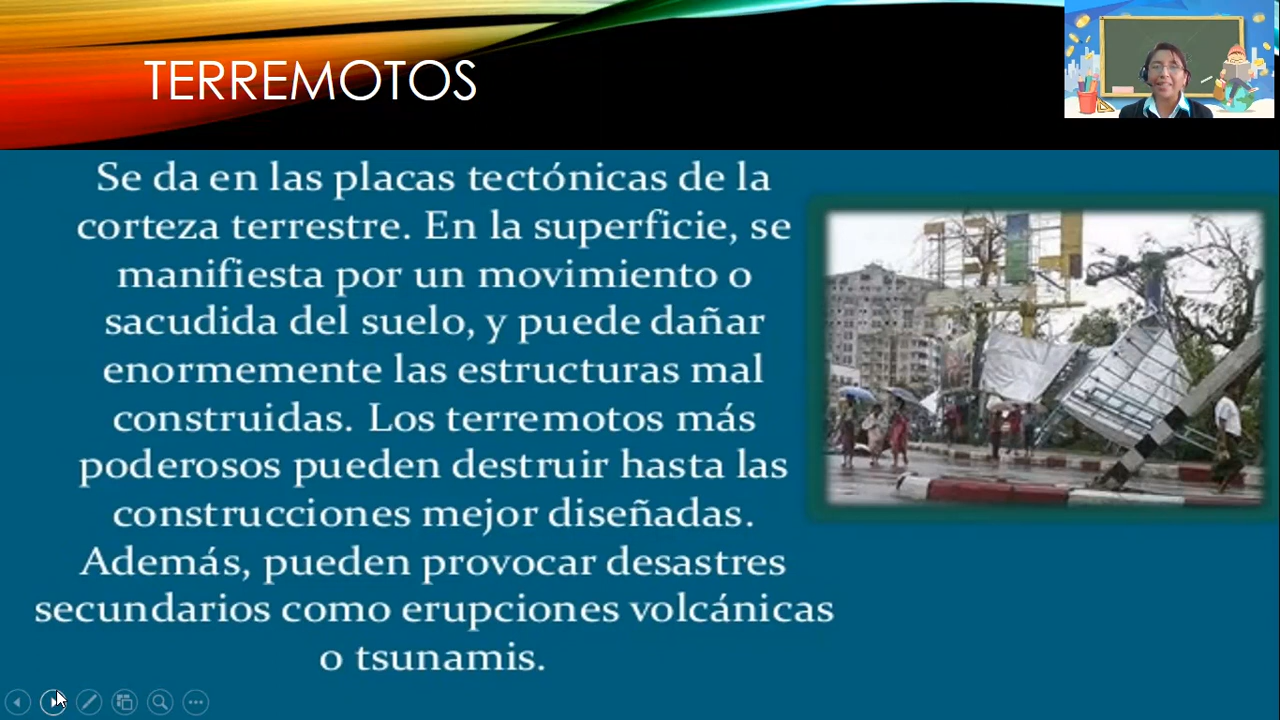 TERREMOTOS
Se da en las placas tectónicas de la
corteza terrestre. En la superficie, se
manifiesta por un movimiento o
sacudida del suelo, y puede dañar
enormemente las estructuras mal
construidas. Los terremotos más
poderosos pueden destruir hasta las
construcciones mejor diseñadas.
Además, pueden provocar desastres
secundarios como erupciones volcánicas
o tsunamis.